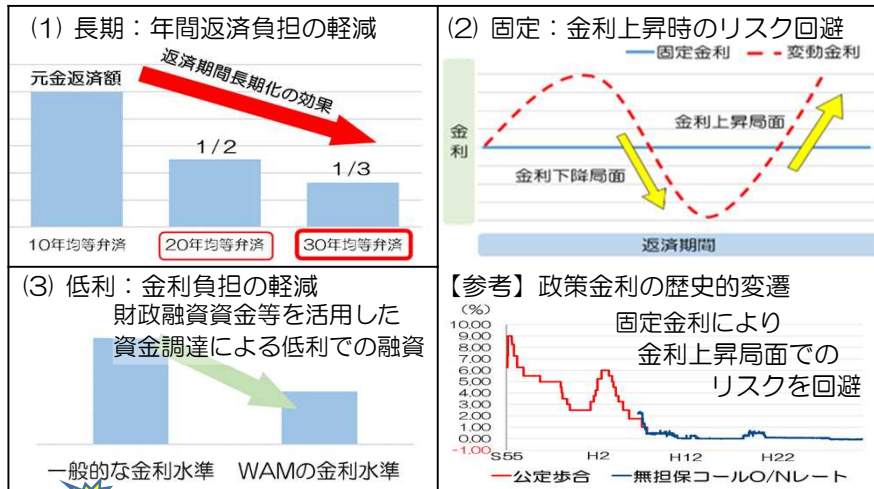 (1) 長期：年間返済負担の軽減
元金返済額
返済期間長期化の効果
1/2
1/3
10年均等弁済
20年均等弁済
30年均等弁済
(2) 固定：金利上昇時のリスク回避
固定金利
変動金利
金利
金利上昇局面
金利下降局面
返済期間
(3) 低利：金利負担の軽減
財政融資資金等を活用した
資金調達による低利での融資
一般的な金利水準
WAMの金利水準
【参考】政策金利の歴史的変遷
(%)
固定金利により
金利上昇局面での
リスクを回避
10.00
9.00
8.00
7.00
6.00
5.00
4.00
3.00
2.00
1.00
0.00
-1.00
S55
H2
H12
H22
公定歩合
無担保コールO/Nレート